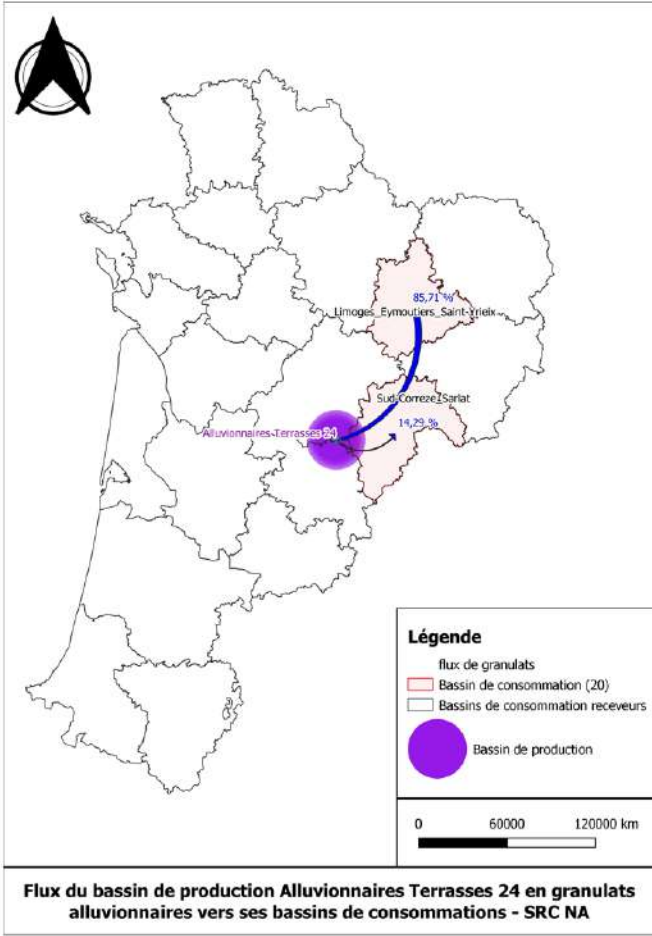 85,71 %
Limoges_Eymoutiers_Saint-Yrieix
Sud-Correze_Sarlat
14,29 %
Alluvionnaires Terrasses 24
Légende
flux de granulats
Bassin de consommation (20)
Bassins de consommation receveurs
Bassin de production
0 60000 120000 km
Flux du bassin de production Alluvionnaires Terrasses 24 en granulats
alluvionnaires vers ses bassins de consommations - SRC NA